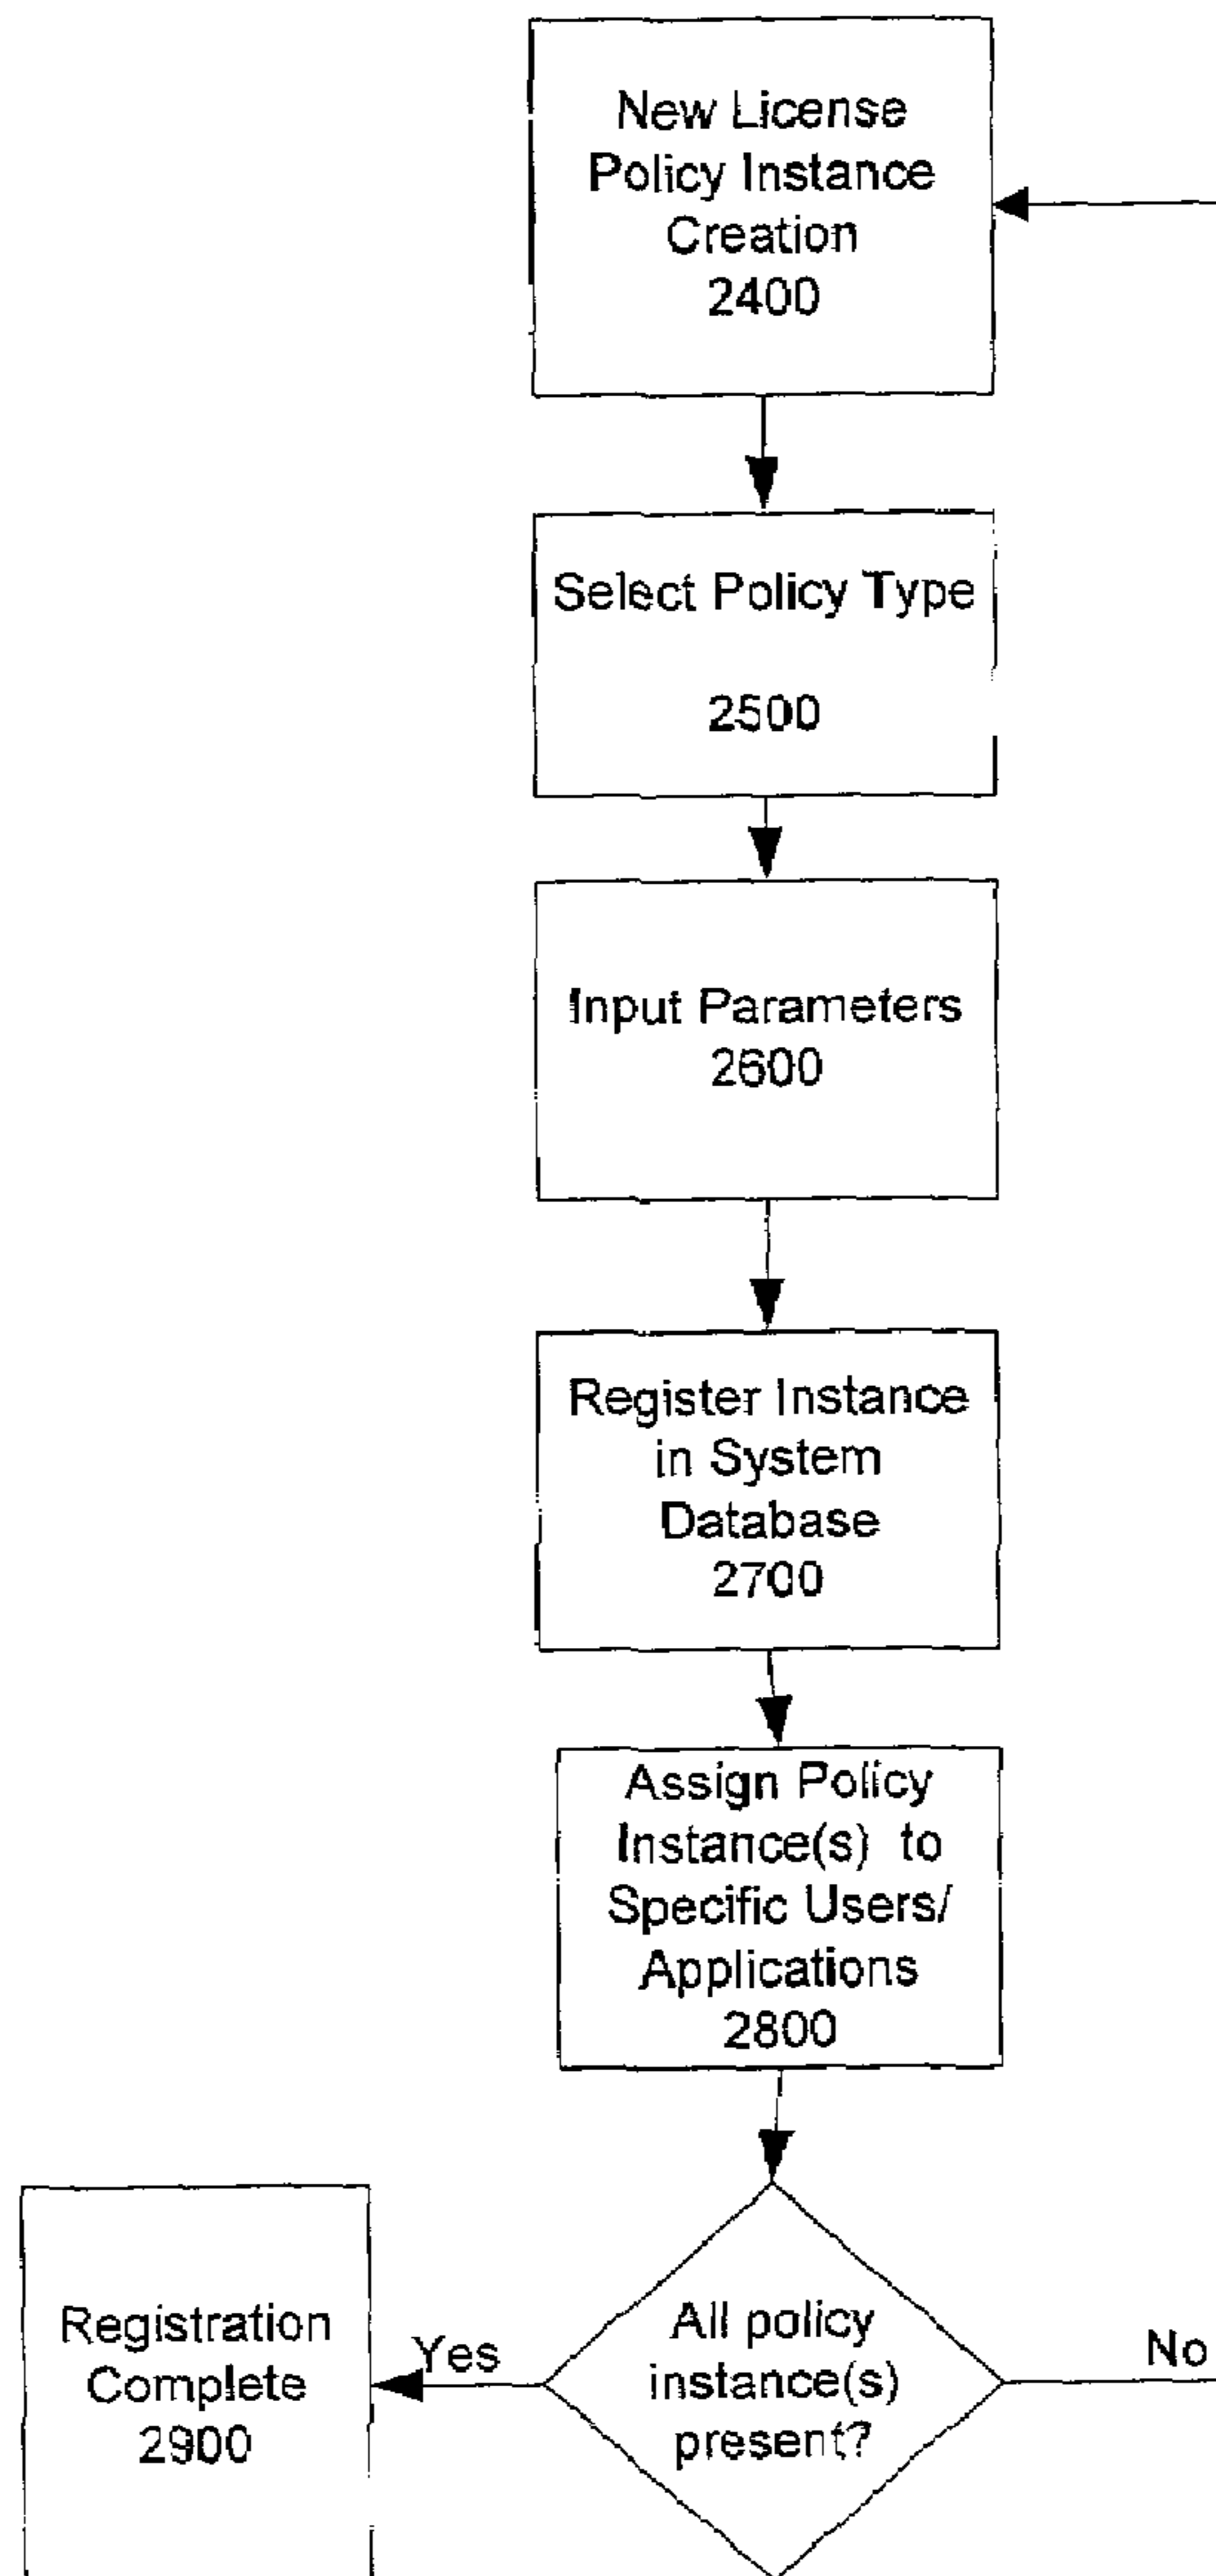 New License
Policy Instance
Creation
2400
Select Policy Type
2500
Input Parameters
2600
Register Instance
in System
Database
2700
Assign Policy
Instance(s) to
Specific Users/
Applications
2800
All policy
instance(s)
present?
Yes
No
Registration
Complete
2900